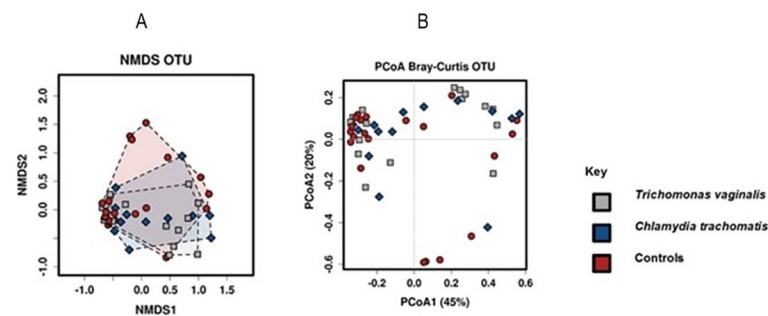 A
B
NMDS OTU
NMDS2
2.0
1.5
1.0
0.5
0.0
-1.0
-1.0
0.0
0.5
1.0
1.5
NMDS1
PCoA Bray-Curtis OTU
PCoA2 (20%)
0.2
0.0
-0.2
-0.4
-0.6
-0.2
0.0
0.2
0.4
0.6
PCoA1 (45%)
Key
Trichomonas vaginalis
Chlamydia trachomatis
Controls